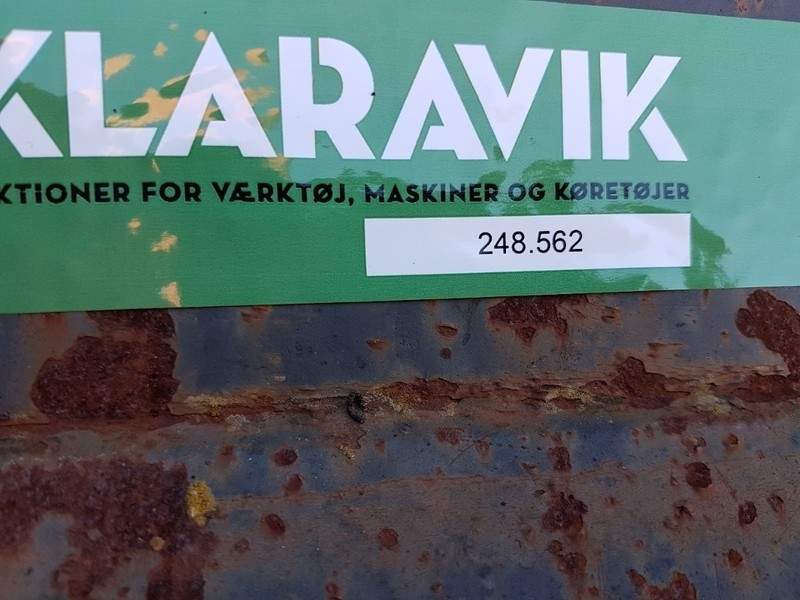 KLARAVIK
KTIONER FOR VÆRKTØJ, MASKINER OG KØRETØJER
248.562